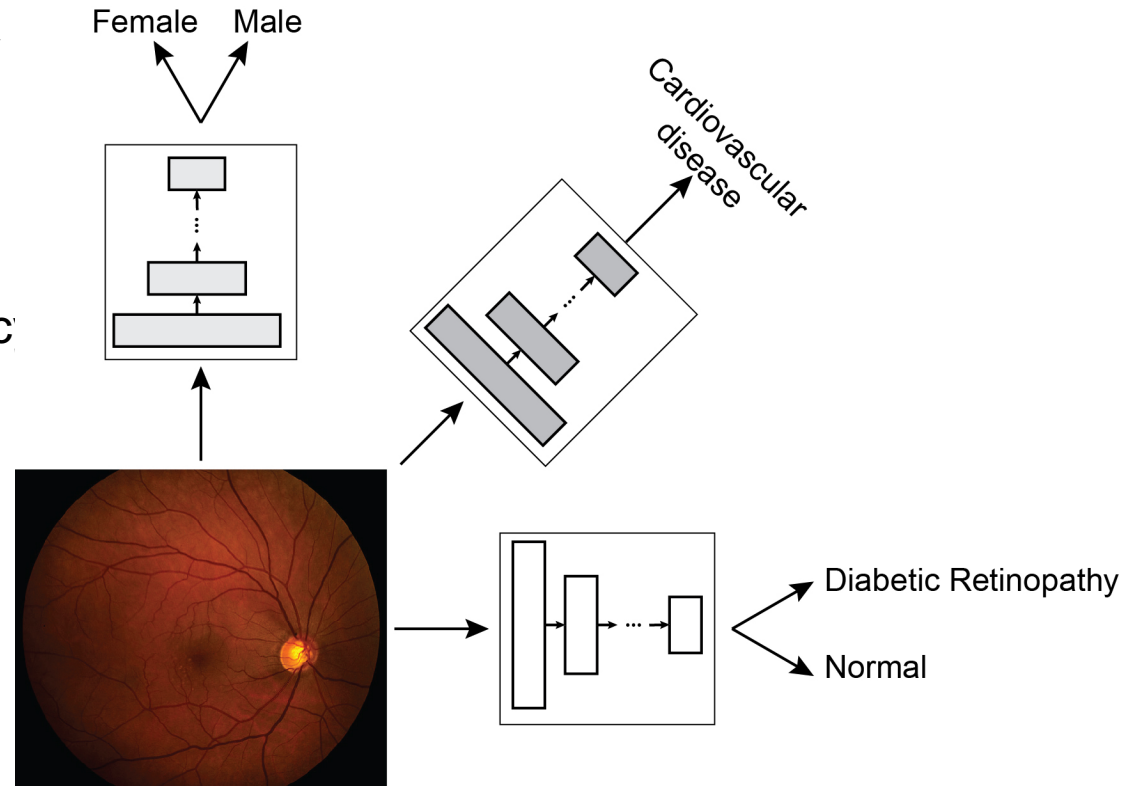 Female Male
Cardiovascular
disease
Diabetic Retinopathy
Normal